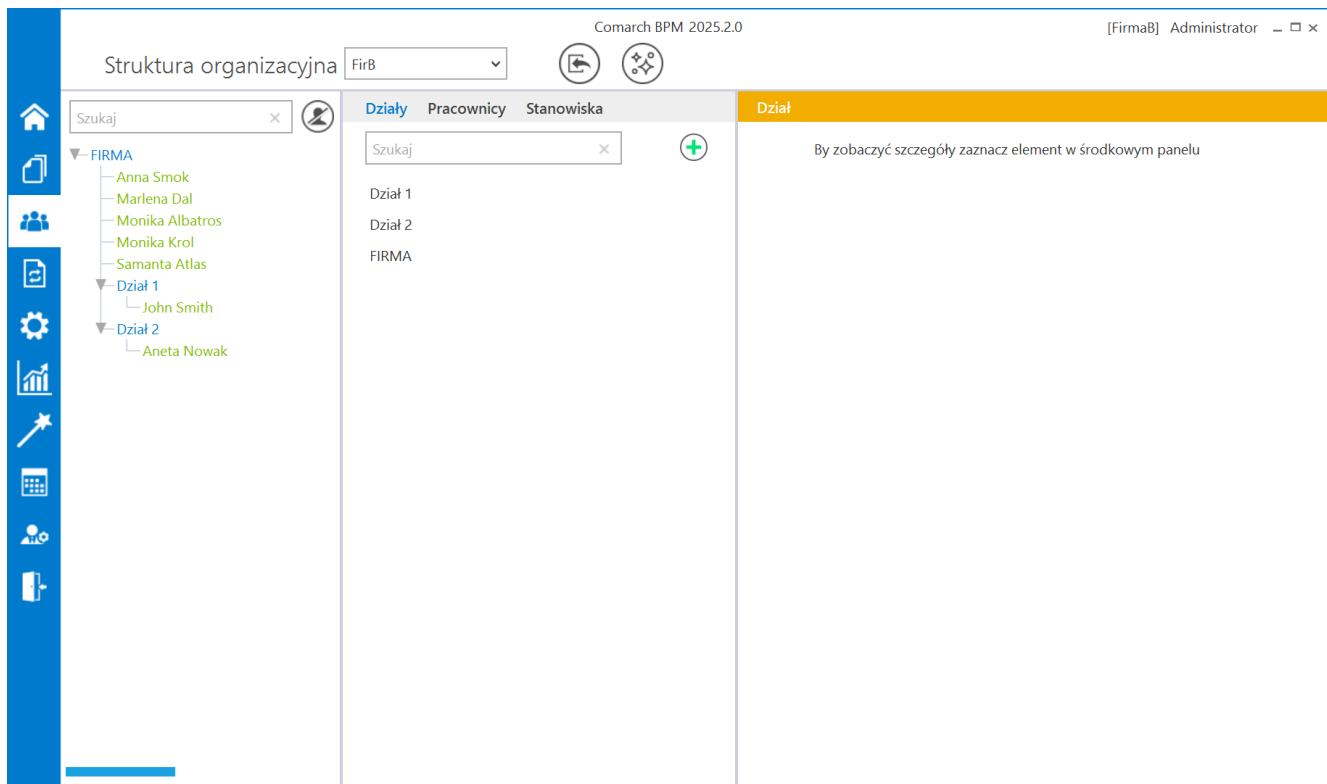 Comarch BPM 2025.2.0
[FirmaB] Administrator
Struktura organizacyjna FirB
Szukaj
FIRMA
Anna Smok
Marlena Dal
Monika Albatros
Monika Krol
Samanta Atlas
Dział 1
John Smith
Dział 2
Aneta Nowak
Działy Pracownicy Stanowiska
Szukaj
Dział 1
Dział 2
FIRMA
Dział
By zobaczyć szczegóły zaznacz element w środkowym panelu